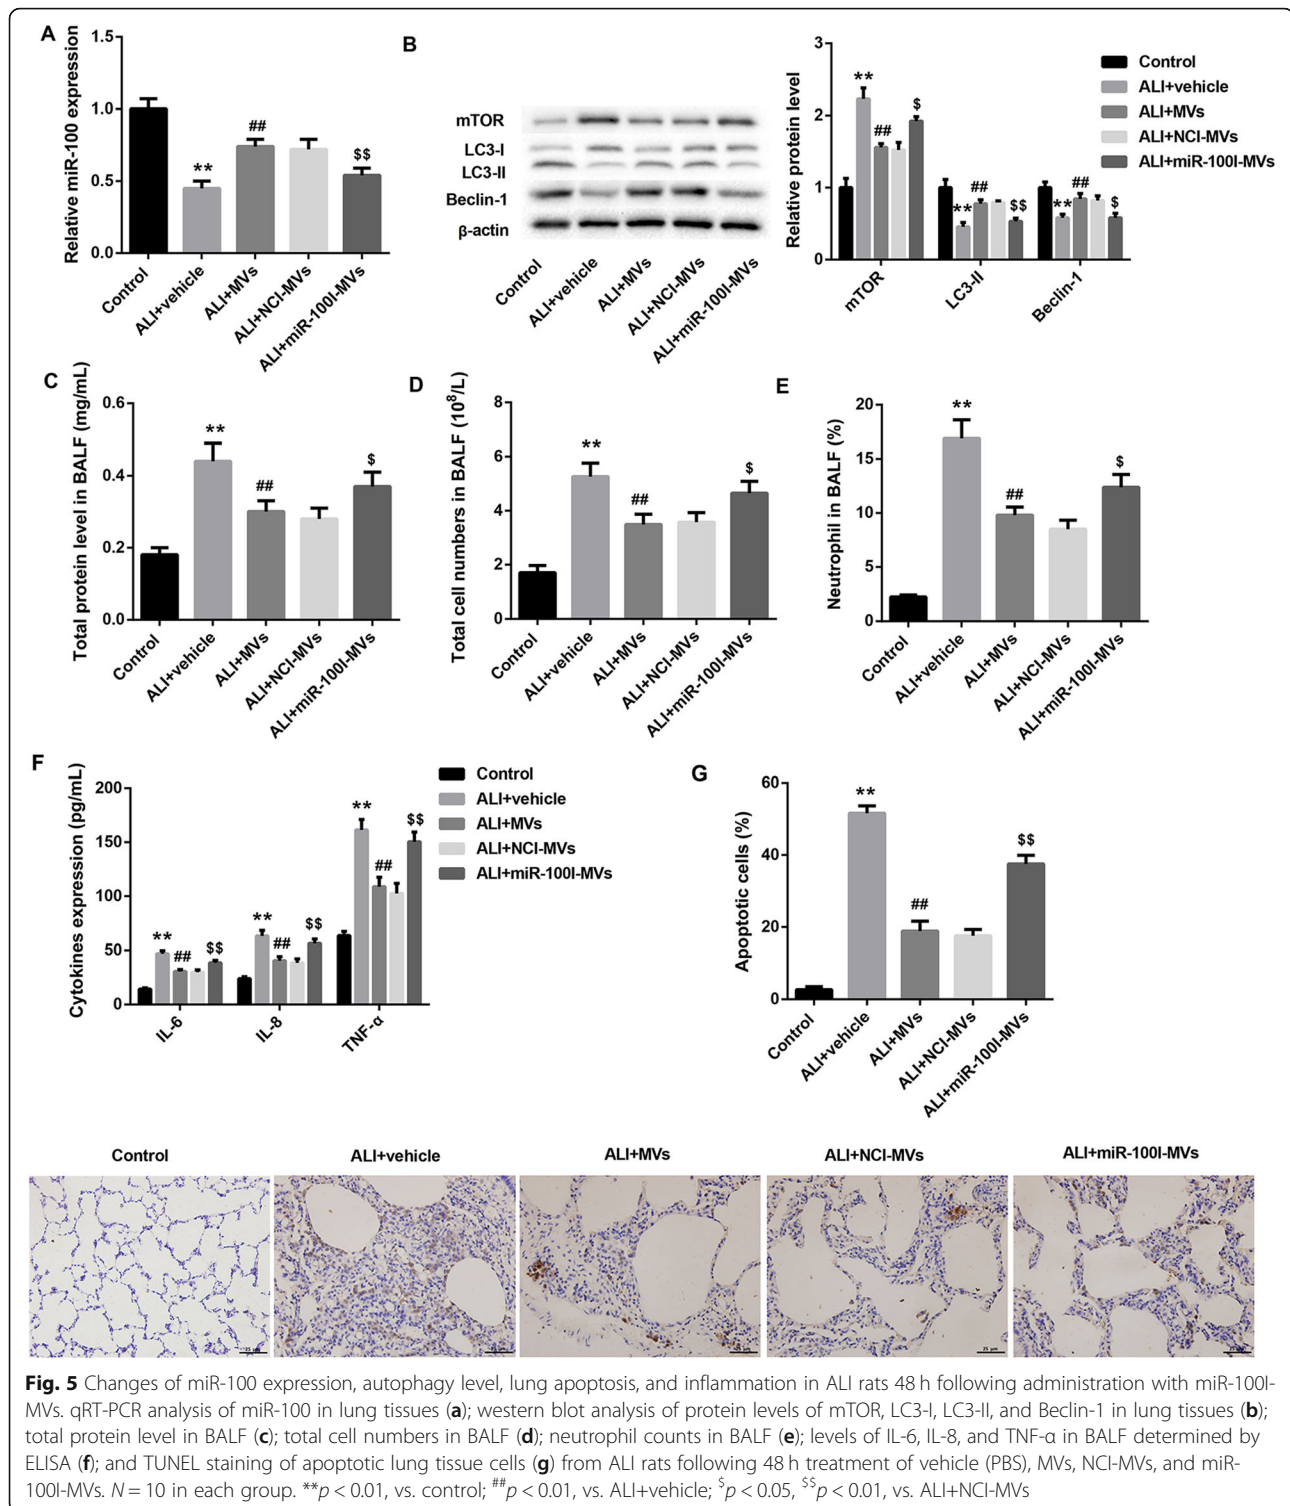 A
Relative miR-100 expression
1.5
1.0
0.5
0.0
**
##
$$
Control
ALI+vehicle
ALI+MVs
ALI+NCI-MVs
ALI+miR-100I-MVs
B
mTOR
LC3-I
LC3-II
Beclin-1
β-actin
Control
ALI+vehicle
ALI+MVs
ALI+NCI-MVs
ALI+miR-100I-MVs
Relative protein level
3
2
1
0
**
##
$
**
##
$$
**
##
$
mTOR
LC3-II
Beclin-1
Control
ALI+vehicle
ALI+MVs
ALI+NCI-MVs
ALI+miR-100I-MVs
C
Total protein level in BALF (mg/mL)
0.6
0.4
0.2
0.0
**
##
$
Control
ALI+vehicle
ALI+MVs
ALI+NCI-MVs
ALI+miR-100I-MVs
D
Total cell numbers in BALF (10⁸/L)
8
6
4
2
0
**
##
$
Control
ALI+vehicle
ALI+MVs
ALI+NCI-MVs
ALI+miR-100I-MVs
E
Neutrophil in BALF (%)
20
15
10
5
0
**
##
$
Control
ALI+vehicle
ALI+MVs
ALI+NCI-MVs
ALI+miR-100I-MVs
F
Cytokines expression (pg/mL)
200
150
100
50
0
**
##
$$
**
##
$$
**
##
$$
IL-6
IL-8
TNF-α
Control
ALI+vehicle
ALI+MVs
ALI+NCI-MVs
ALI+miR-100I-MVs
G
Apoptotic cells (%)
60
40
20
0
**
##
$$
Control
ALI+vehicle
ALI+MVs
ALI+NCI-MVs
ALI+miR-100I-MVs
Control
ALI+vehicle
ALI+MVs
ALI+NCI-MVs
ALI+miR-100I-MVs
25 μm
25 μm
25 μm
25 μm
25 μm
Fig. 5 Changes of miR-100 expression, autophagy level, lung apoptosis, and inflammation in ALI rats 48 h following administration with miR-100I-
MVs. qRT-PCR analysis of miR-100 in lung tissues (a); western blot analysis of protein levels of mTOR, LC3-I, LC3-II, and Beclin-1 in lung tissues (b);
total protein level in BALF (c); total cell numbers in BALF (d); neutrophil counts in BALF (e); levels of IL-6, IL-8, and TNF-α in BALF determined by
ELISA (f); and TUNEL staining of apoptotic lung tissue cells (g) from ALI rats following 48 h treatment of vehicle (PBS), MVs, NCI-MVs, and miR-
100I-MVs. N = 10 in each group. **p < 0.01, vs. control; ##p < 0.01, vs. ALI+vehicle; $p < 0.05, $$p < 0.01, vs. ALI+NCI-MVs